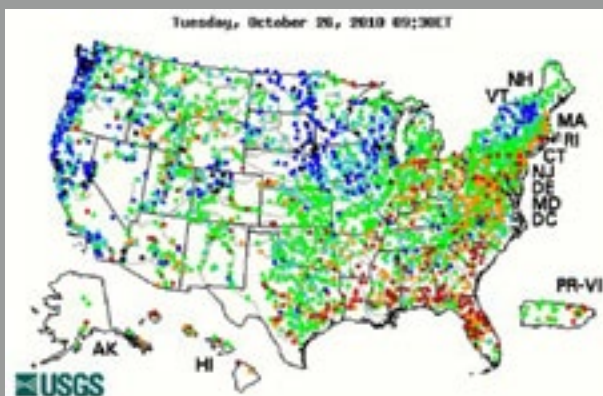 Tuesday, October 26, 2010 09:30ET
NH
VT
MA
RI
CT
NJ
DE
MD
DC
PR-VI
AK
HI
USGS